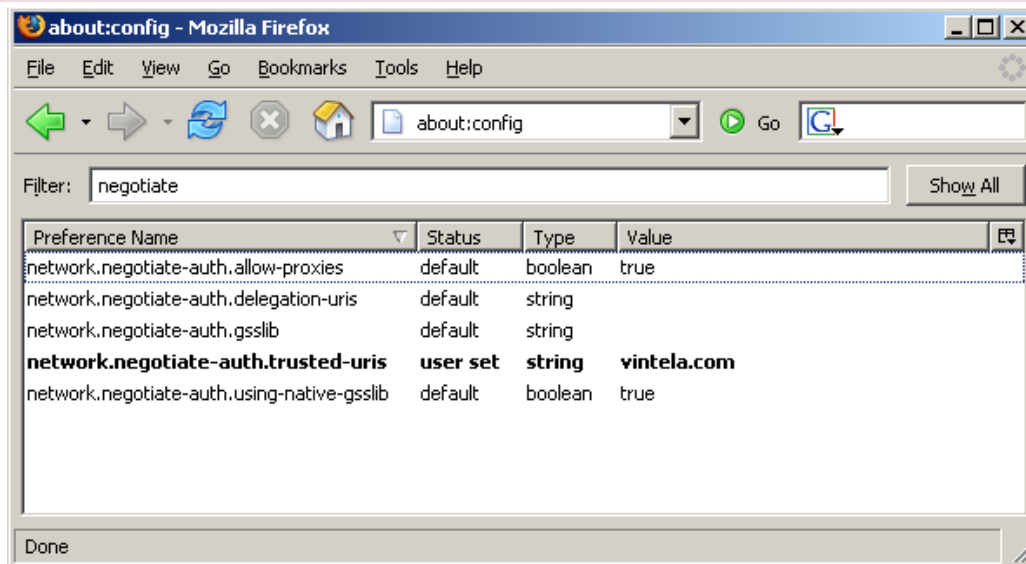 about:config - Mozilla Firefox
File Edit View Go Bookmarks Tools Help
about:config Go G
Filter: negotiate Show All
Preference Name Status Type Value
network.negotiate-auth.allow-proxies default boolean true
network.negotiate-auth.delegation-uris default string
network.negotiate-auth.gsslib default string
network.negotiate-auth.trusted-uris user set string vintela.com
network.negotiate-auth.using-native-gsslib default boolean true
Done